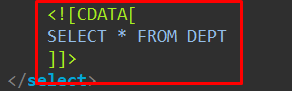 <![CDATA[
SELECT * FROM DEPT
]]>
</select>